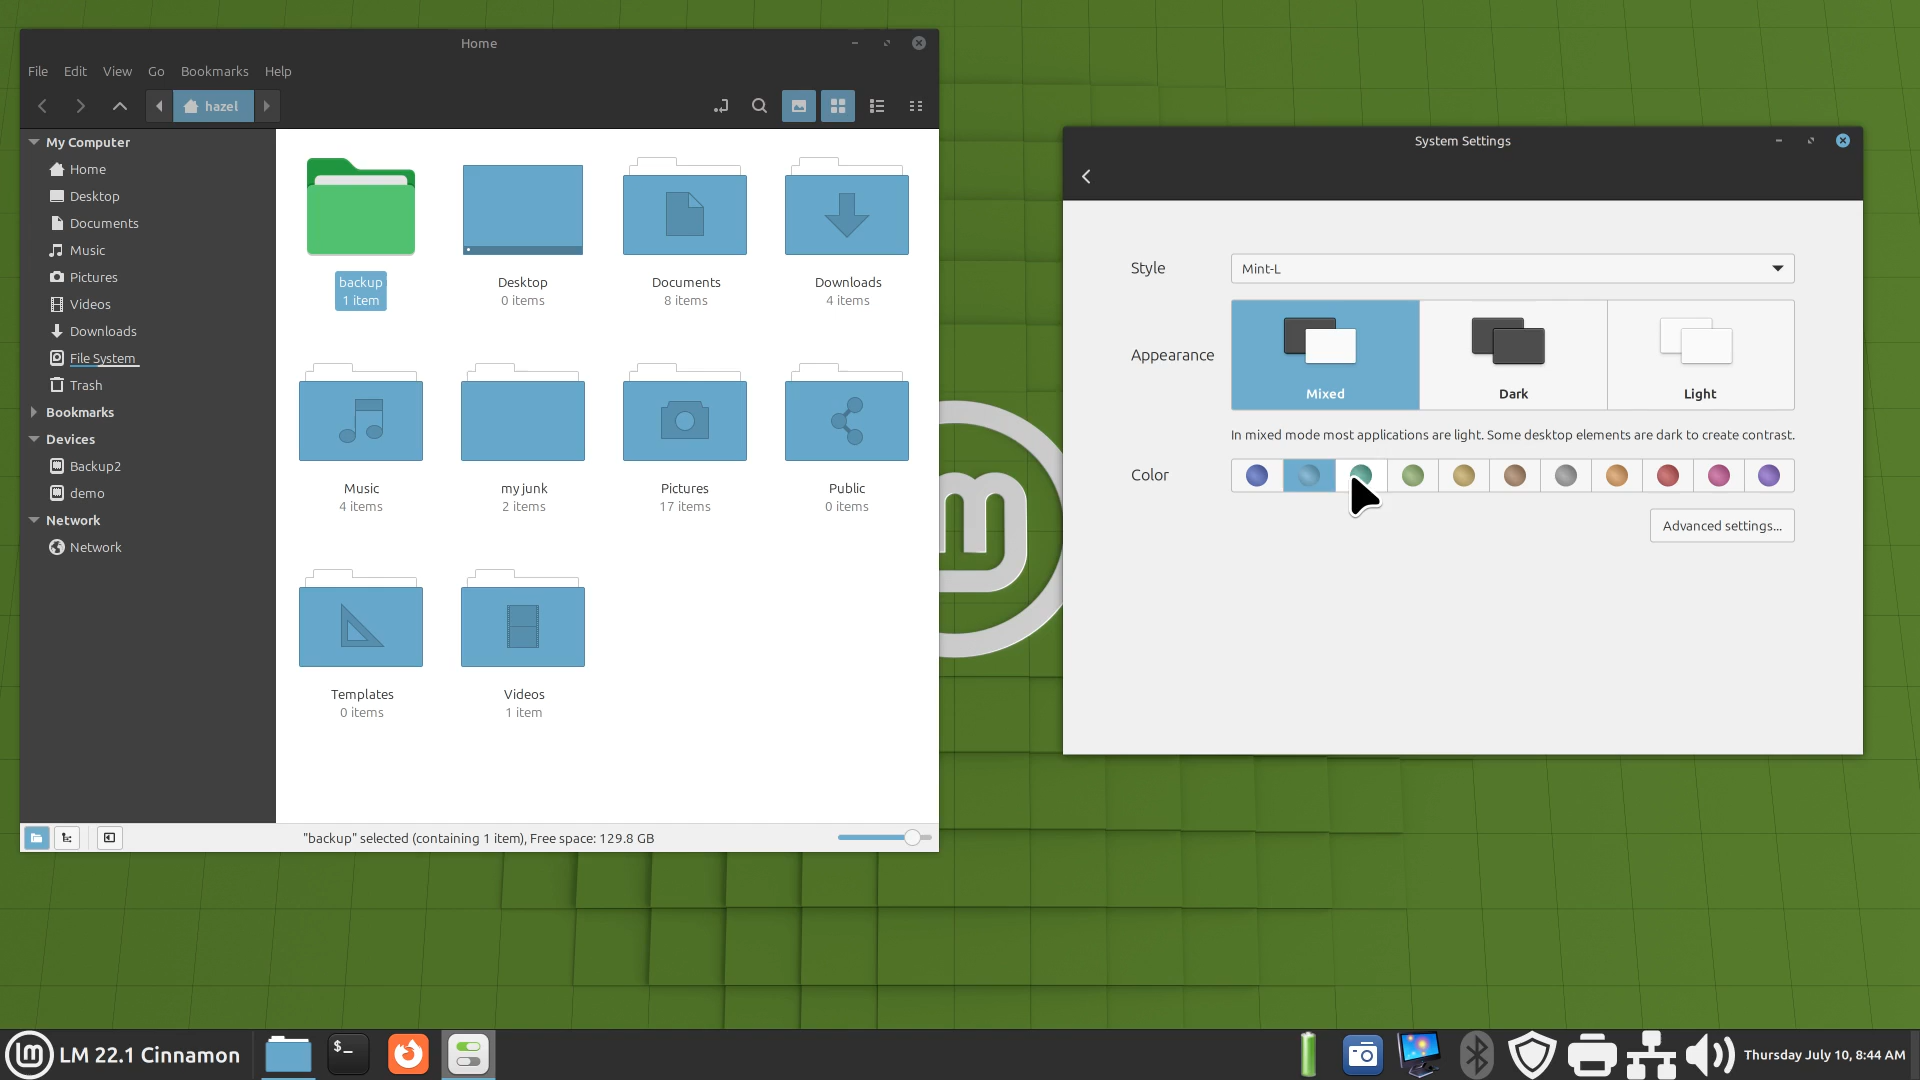 Home
File Edit View Go Bookmarks Help
hazel
My Computer
Home
Desktop
Documents
Music
Pictures
Videos
Downloads
File System
Trash
Bookmarks
Devices
Backup2
demo
Network
Network
backup
1 item
Desktop
0 items
Documents
8 items
Downloads
4 items
Music
4 items
my junk
2 items
Pictures
17 items
Public
0 items
Templates
0 items
Videos
1 item
"backup" selected (containing 1 item), Free space: 129.8 GB
System Settings
Style
Mint-L
Appearance
Mixed
Dark
Light
In mixed mode most applications are light. Some desktop elements are dark to create contrast.
Color
Advanced settings...
LM 22.1 Cinnamon
$_
Thursday July 10, 8:44 AM